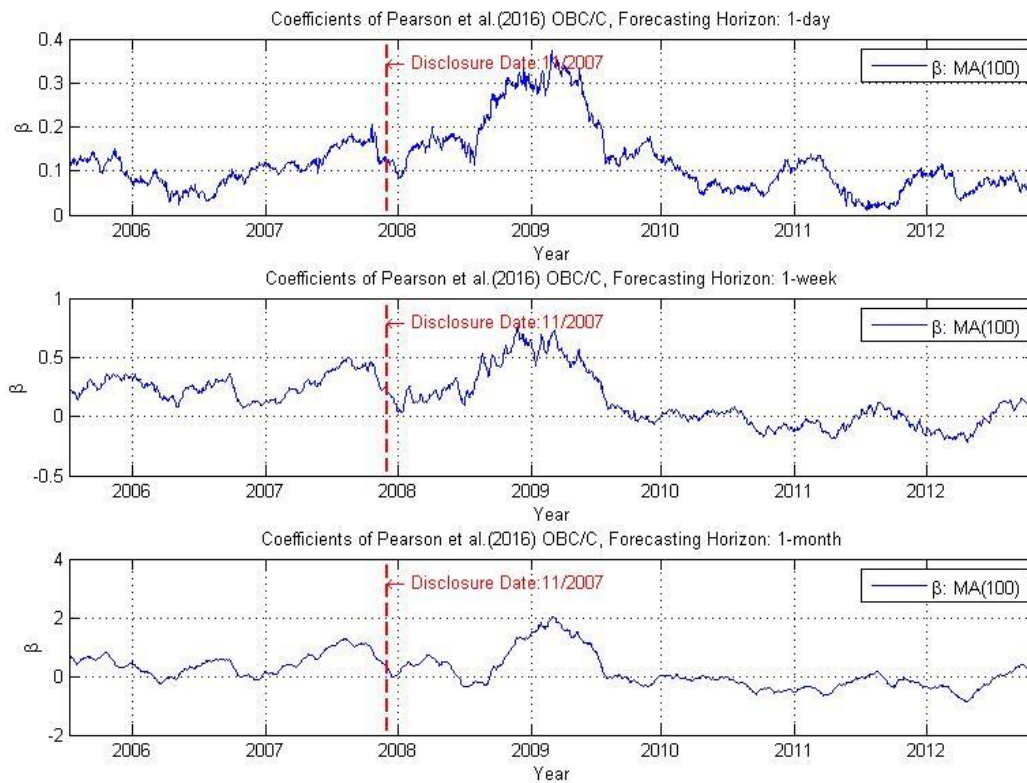 Coefficients of Pearson et al.(2016) OBC/C, Forecasting Horizon: 1-day
0.4
0.3
0.2
0.1
0
β
Disclosure Date:11/2007
β: MA(100)
2006 2007 2008 2009 2010 2011 2012
Year
Coefficients of Pearson et al.(2016) OBC/C, Forecasting Horizon: 1-week
1
0.5
0
-0.5
β
Disclosure Date:11/2007
β: MA(100)
2006 2007 2008 2009 2010 2011 2012
Year
Coefficients of Pearson et al.(2016) OBC/C, Forecasting Horizon: 1-month
4
2
0
-2
β
Disclosure Date:11/2007
β: MA(100)
2006 2007 2008 2009 2010 2011 2012
Year